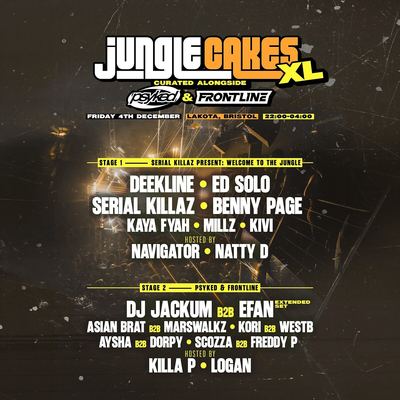 JUNGLE CAKES
XL
CURATED ALONGSIDE
PSYKED & FRONTLINE
FRIDAY 4TH DECEMBER LAKOTA, BRISTOL 22:00-04:00
STAGE 1 — SERIAL KILLAZ PRESENT: WELCOME TO THE JUNGLE
DEEKLINE • ED SOLO
SERIAL KILLAZ • BENNY PAGE
KAYA FYAH • MILLZ • KIVI
HOSTED BY
NAVIGATOR • NATTY D
STAGE 2 — PSYKED & FRONTLINE
DJ JACKUM B2B EFAN EXTENDED SET
ASIAN BRAT B2B MARSWALKZ • KORI B2B WESTB
AYSHA B2B DORPY • SCOZZA B2B FREDDY P
HOSTED BY
KILLA P • LOGAN